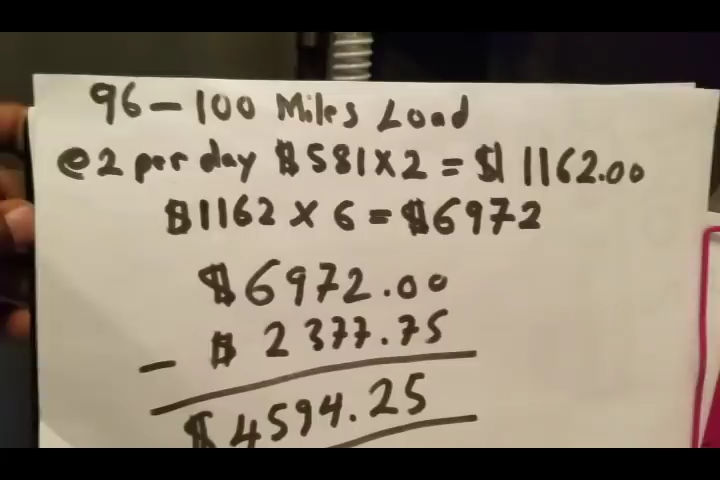 96-100 Miles Load
@2 per day $581x2 = $1162.00
$1162 x 6 = $6972
$6972.00
- $2377.75
$4594.25